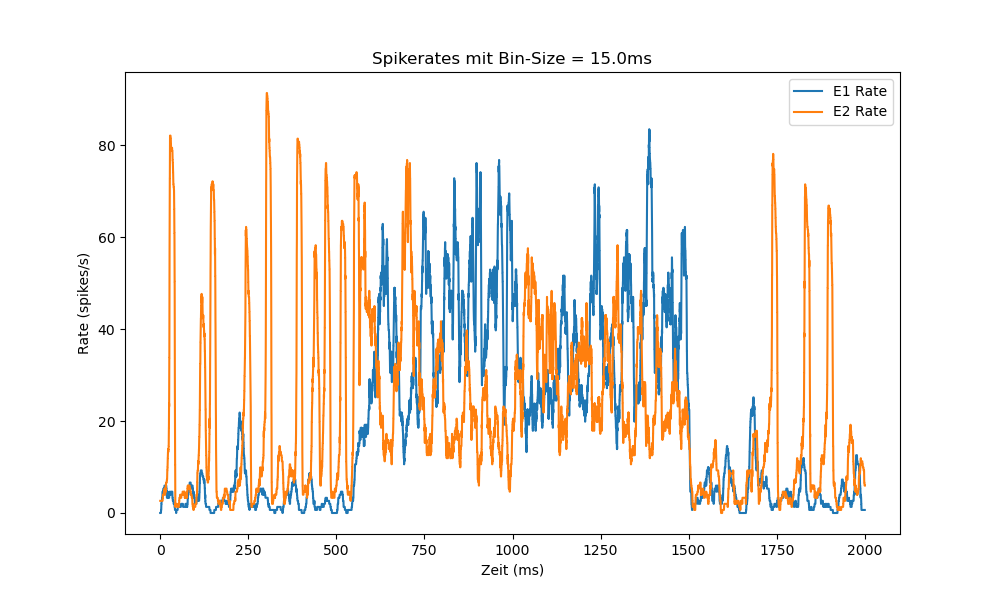 Spikerates mit Bin-Size = 15.0ms
E1 Rate
E2 Rate
Rate (spikes/s)
80
60
40
20
0
0 250 500 750 1000 1250 1500 1750 2000
Zeit (ms)